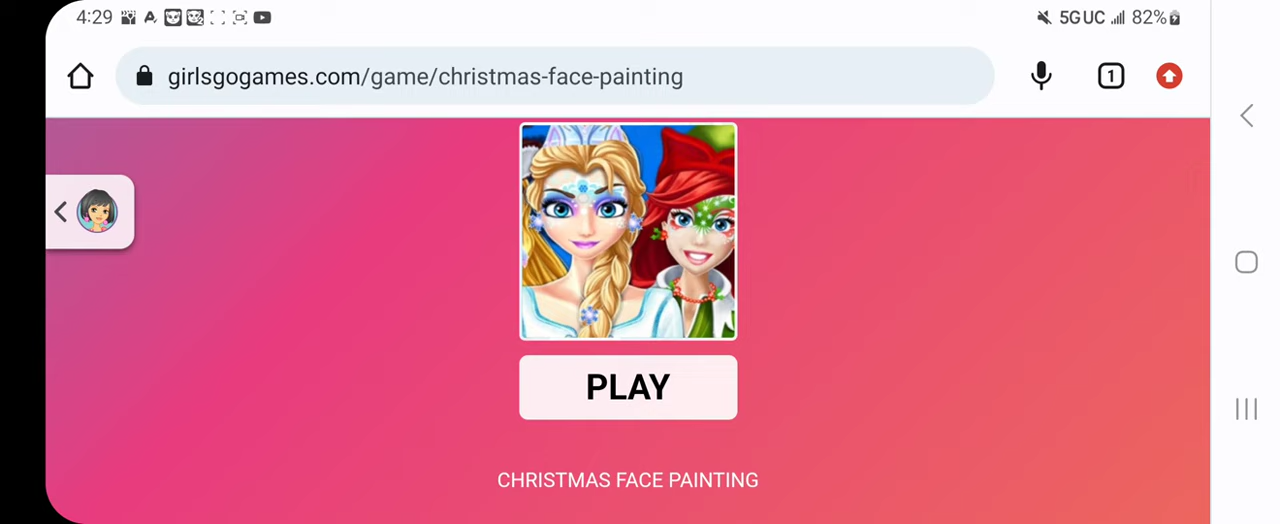 4:29
5G UC 82%
girlsgogames.com/game/christmas-face-painting
1
PLAY
CHRISTMAS FACE PAINTING